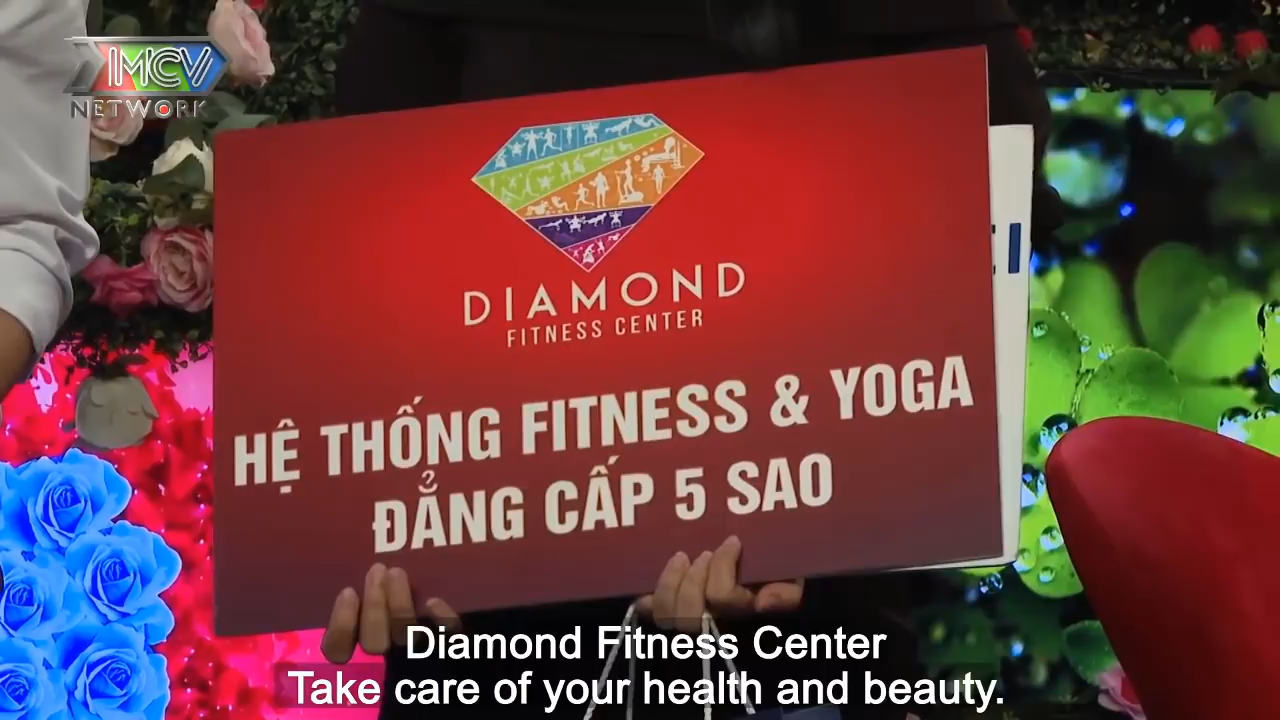 MCV
NETWORK
DIAMOND
FITNESS CENTER
HỆ THỐNG FITNESS & YOGA
ĐẲNG CẤP 5 SAO
Diamond Fitness Center
Take care of your health and beauty.